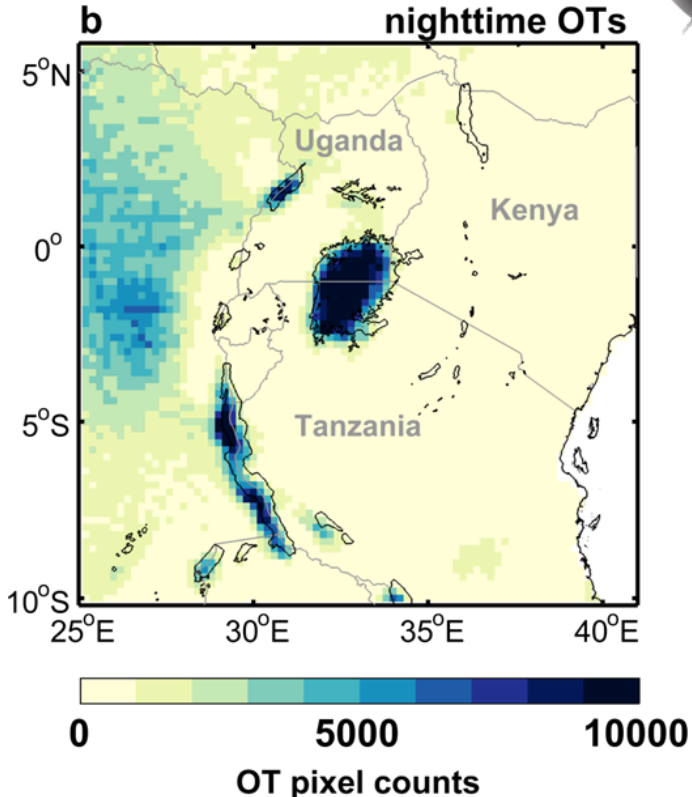 b nighttime OTs
5°N
Uganda
Kenya
0°
5°S
Tanzania
10°S
25°E 30°E 35°E 40°E
0 5000 10000
OT pixel counts